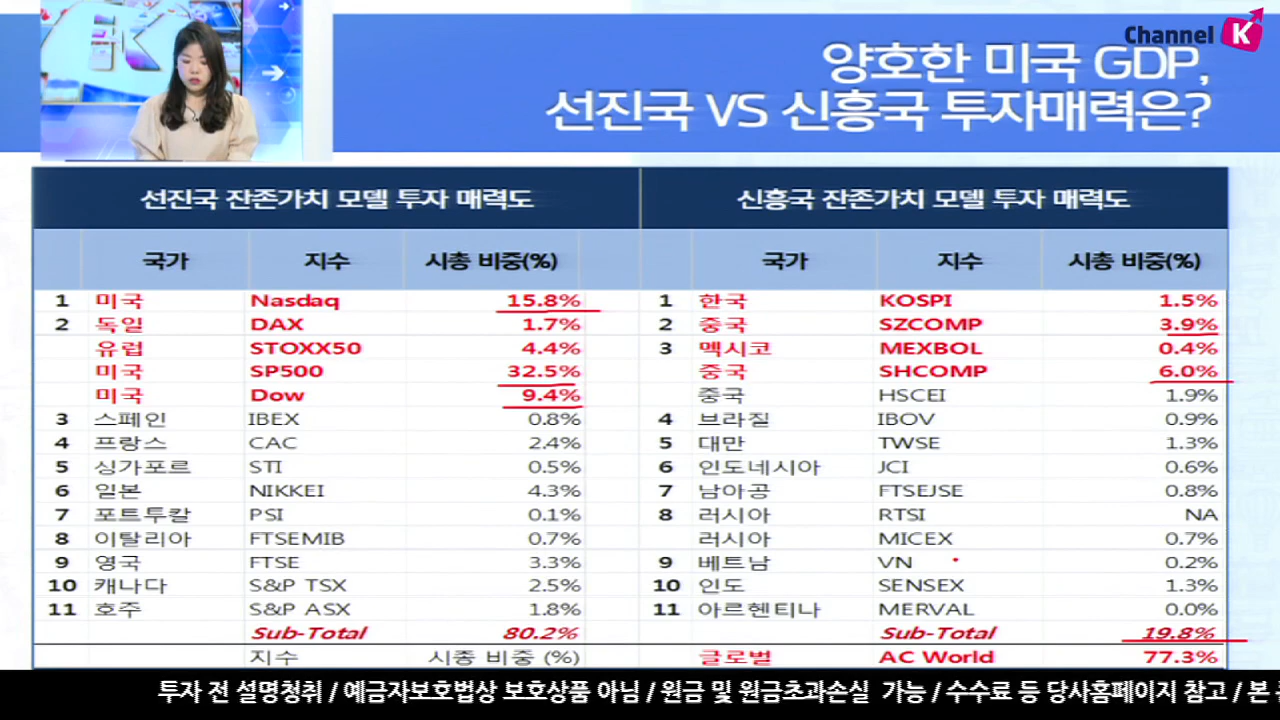 Channel K
양호한 미국 GDP,
선진국 VS 신흥국 투자매력은?
선진국 잔존가치 모델 투자 매력도 신흥국 잔존가치 모델 투자 매력도
국가 지수 시총 비중(%) 국가 지수 시총 비중(%)
1 미국 Nasdaq 15.8% 1 한국 KOSPI 1.5%
2 독일 DAX 1.7% 2 중국 SZCOMP 3.9%
유럽 STOXX50 4.4% 3 멕시코 MEXBOL 0.4%
미국 SP500 32.5% 중국 SHCOMP 6.0%
미국 Dow 9.4% 중국 HSCEI 1.9%
3 스페인 IBEX 0.8% 4 브라질 IBOV 0.9%
4 프랑스 CAC 2.4% 5 대만 TWSE 1.3%
5 싱가포르 STI 0.5% 6 인도네시아 JCI 0.6%
6 일본 NIKKEI 4.3% 7 남아공 FTSEJSE 0.8%
7 포트투칼 PSI 0.1% 8 러시아 RTSI NA
8 이탈리아 FTSEMIB 0.7% 러시아 MICEX 0.7%
9 영국 FTSE 3.3% 9 베트남 VN 0.2%
10 캐나다 S&P TSX 2.5% 10 인도 SENSEX 1.3%
11 호주 S&P ASX 1.8% 11 아르헨티나 MERVAL 0.0%
Sub-Total 80.2% Sub-Total 19.8%
지수 시총 비중 (%) 글로벌 AC World 77.3%
투자 전 설명청취 / 예금자보호법상 보호상품 아님 / 원금 및 원금초과손실 가능 / 수수료 등 당사홈페이지 참고 / 본